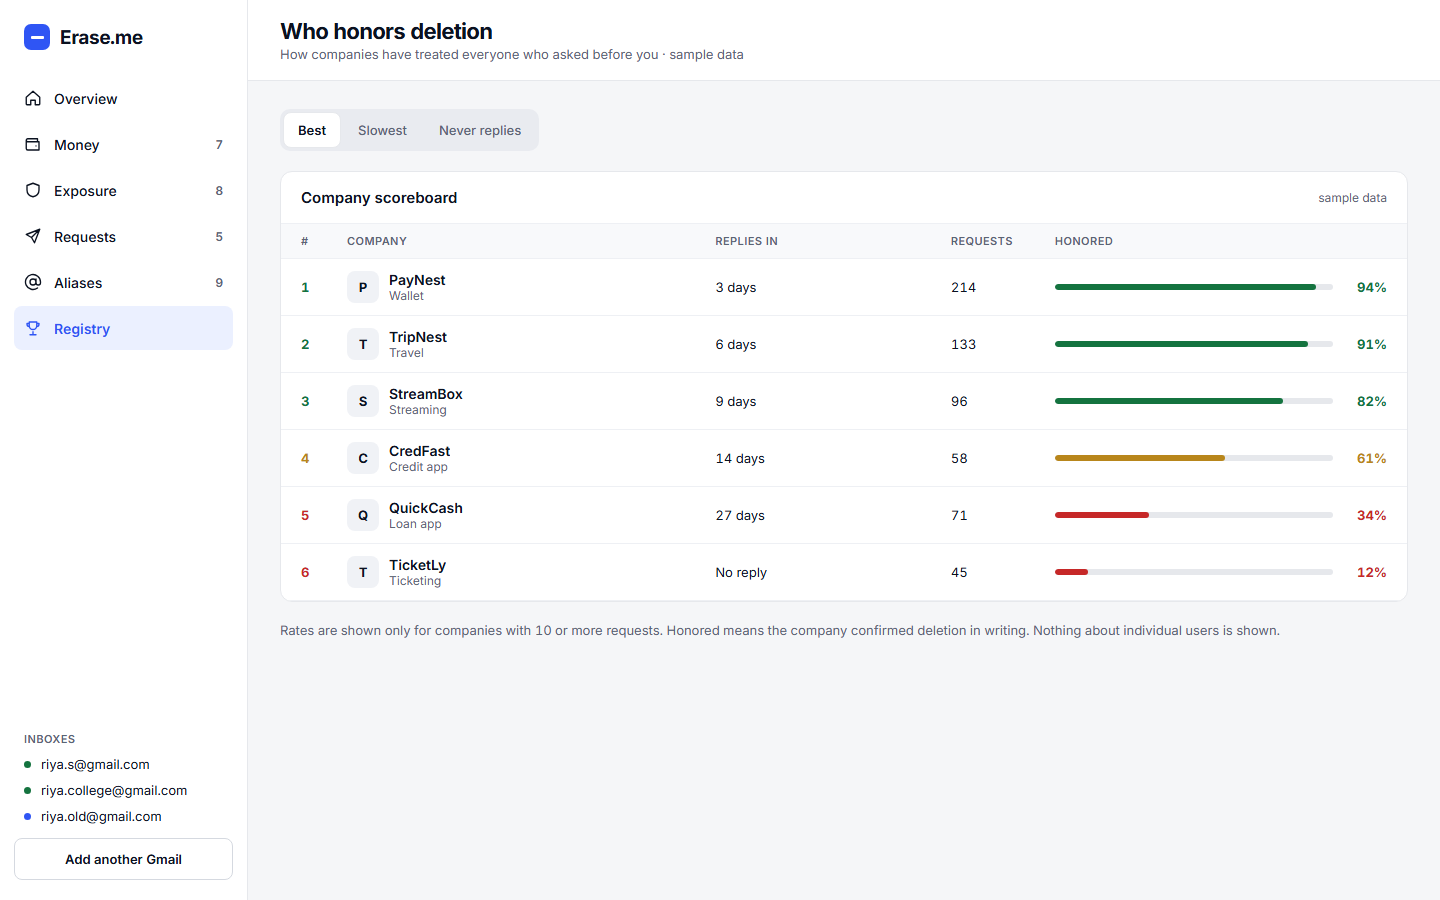 Erase.me
Overview
Money 7
Exposure 8
Requests 5
Aliases 9
Registry
INBOXES
riya.s@gmail.com
riya.college@gmail.com
riya.old@gmail.com
Add another Gmail
Who honors deletion
How companies have treated everyone who asked before you · sample data
Best Slowest Never replies
Company scoreboard sample data
# COMPANY REPLIES IN REQUESTS HONORED
1 P PayNest 3 days 214 94%
Wallet
2 T TripNest 6 days 133 91%
Travel
3 S StreamBox 9 days 96 82%
Streaming
4 C CredFast 14 days 58 61%
Credit app
5 Q QuickCash 27 days 71 34%
Loan app
6 T TicketLy No reply 45 12%
Ticketing
Rates are shown only for companies with 10 or more requests. Honored means the company confirmed deletion in writing. Nothing about individual users is shown.